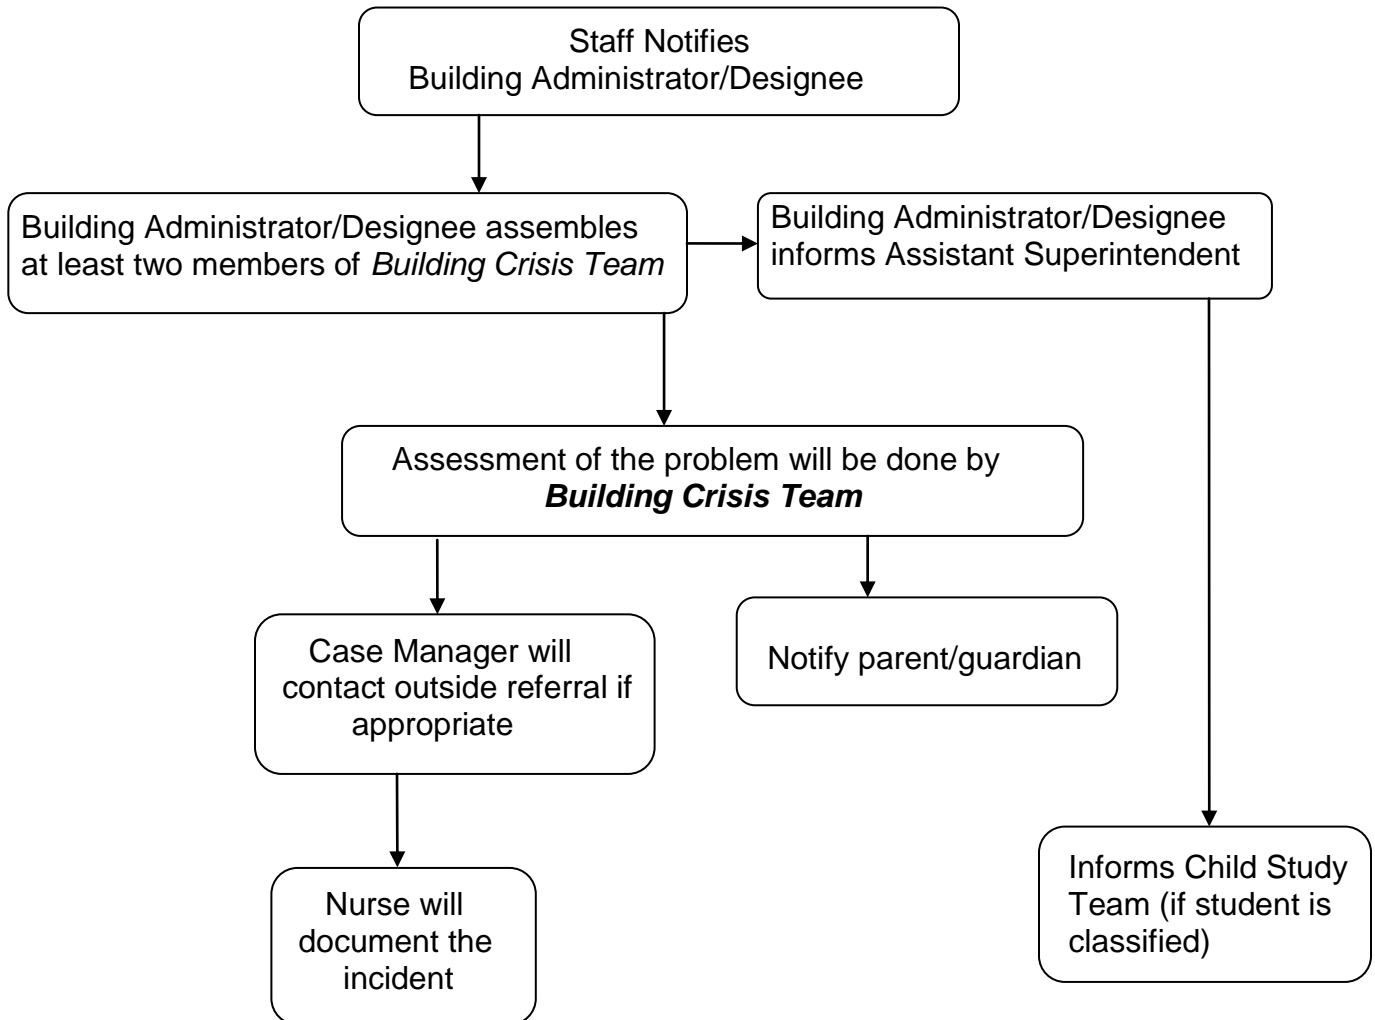 Staff Notifies
Building Administrator/Designee
Building Administrator/Designee assembles
at least two members of Building Crisis Team
Building Administrator/Designee
informs Assistant Superintendent
Assessment of the problem will be done by
Building Crisis Team
Case Manager will
contact outside referral if
appropriate
Notify parent/guardian
Nurse will
document the
incident
Informs Child Study
Team (if student is
classified)